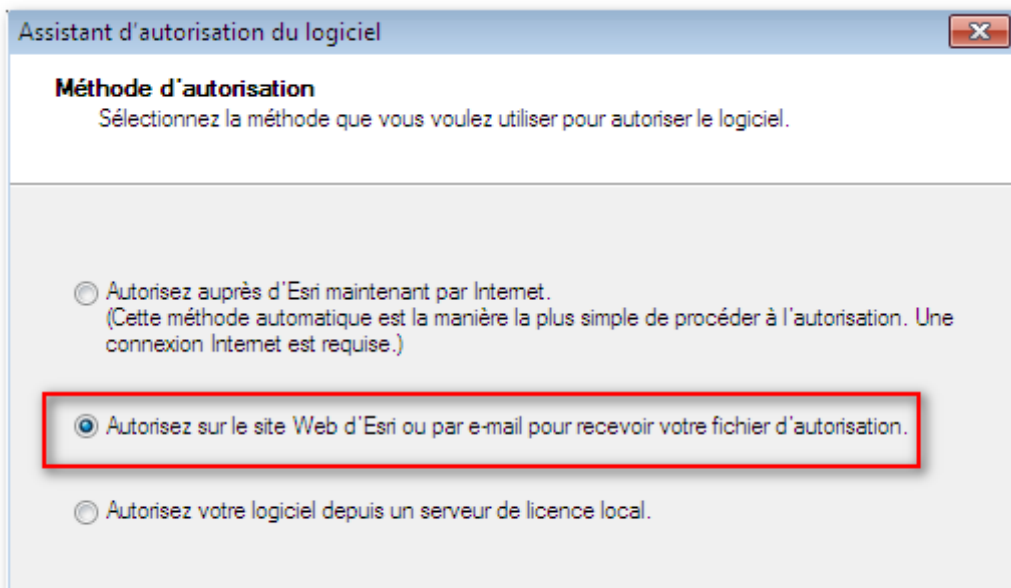 Assistant d'autorisation du logiciel
Méthode d'autorisation
Sélectionnez la méthode que vous voulez utiliser pour autoriser le logiciel.
Autorisez auprès d'Esri maintenant par Internet.
(Cette méthode automatique est la manière la plus simple de procéder à l'autorisation. Une
connexion Internet est requise.)
Autorisez sur le site Web d'Esri ou par e-mail pour recevoir votre fichier d'autorisation.
Autorisez votre logiciel depuis un serveur de licence local.